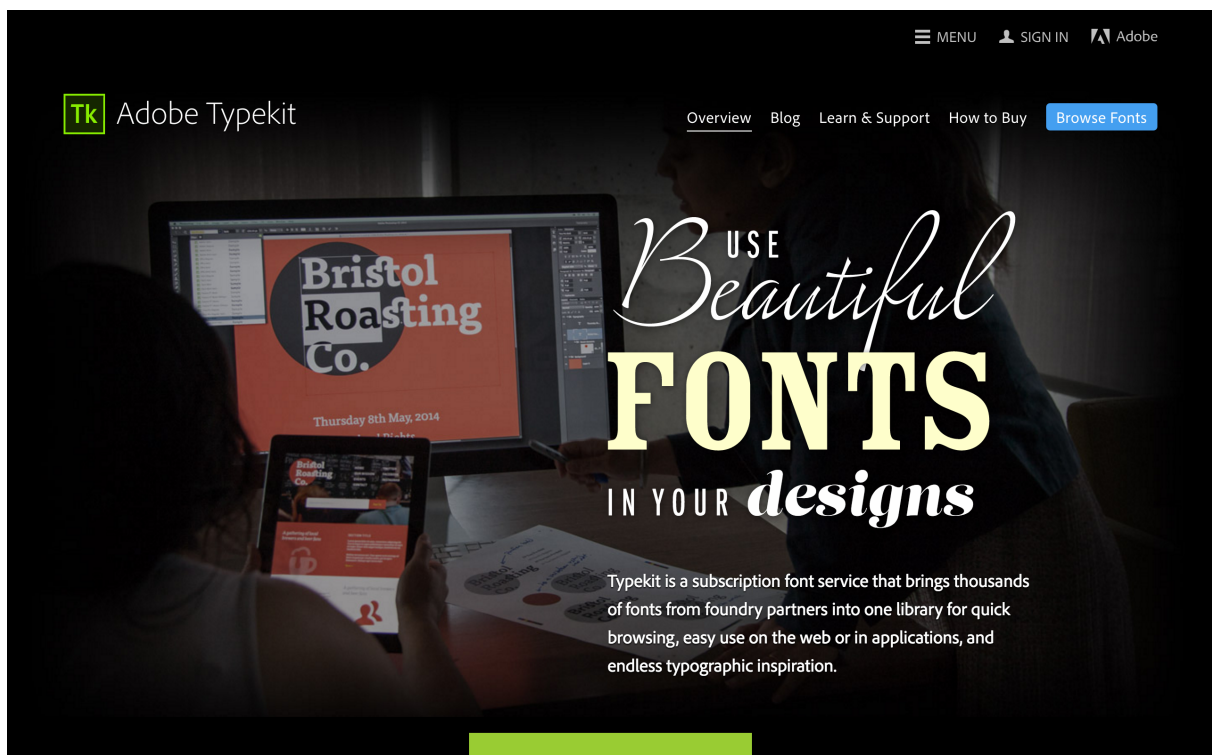 MENU SIGN IN Adobe
Tk Adobe Typekit
Overview Blog Learn & Support How to Buy Browse Fonts
USE
Beautiful
FONTS
IN YOUR designs
Bristol
Roasting
Co.
Thursday 8th May, 2014
Bristol
Roasting
Co.
Typekit is a subscription font service that brings thousands
of fonts from foundry partners into one library for quick
browsing, easy use on the web or in applications, and
endless typographic inspiration.